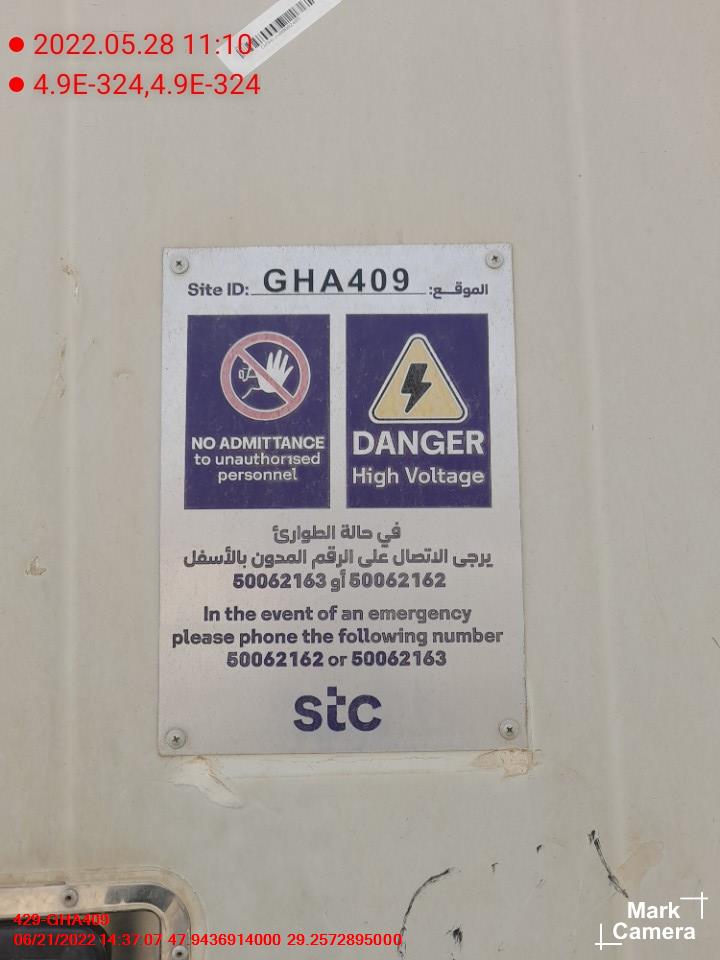 2022.05.28 11:10
4.9E-324,4.9E-324
Site ID: GHA409 الموقع:
NO ADMITTANCE
to unauthorised
personnel
DANGER
High Voltage
في حالة الطوارئ
يرجى الاتصال على الرقم المدون بالأسفل
50062162 أو 50062163
In the event of an emergency
please phone the following number
50062162 or 50062163
stc
429-GHA409
06/21/2022 14:37:07 47.9436914000 29.2572895000
Mark
Camera